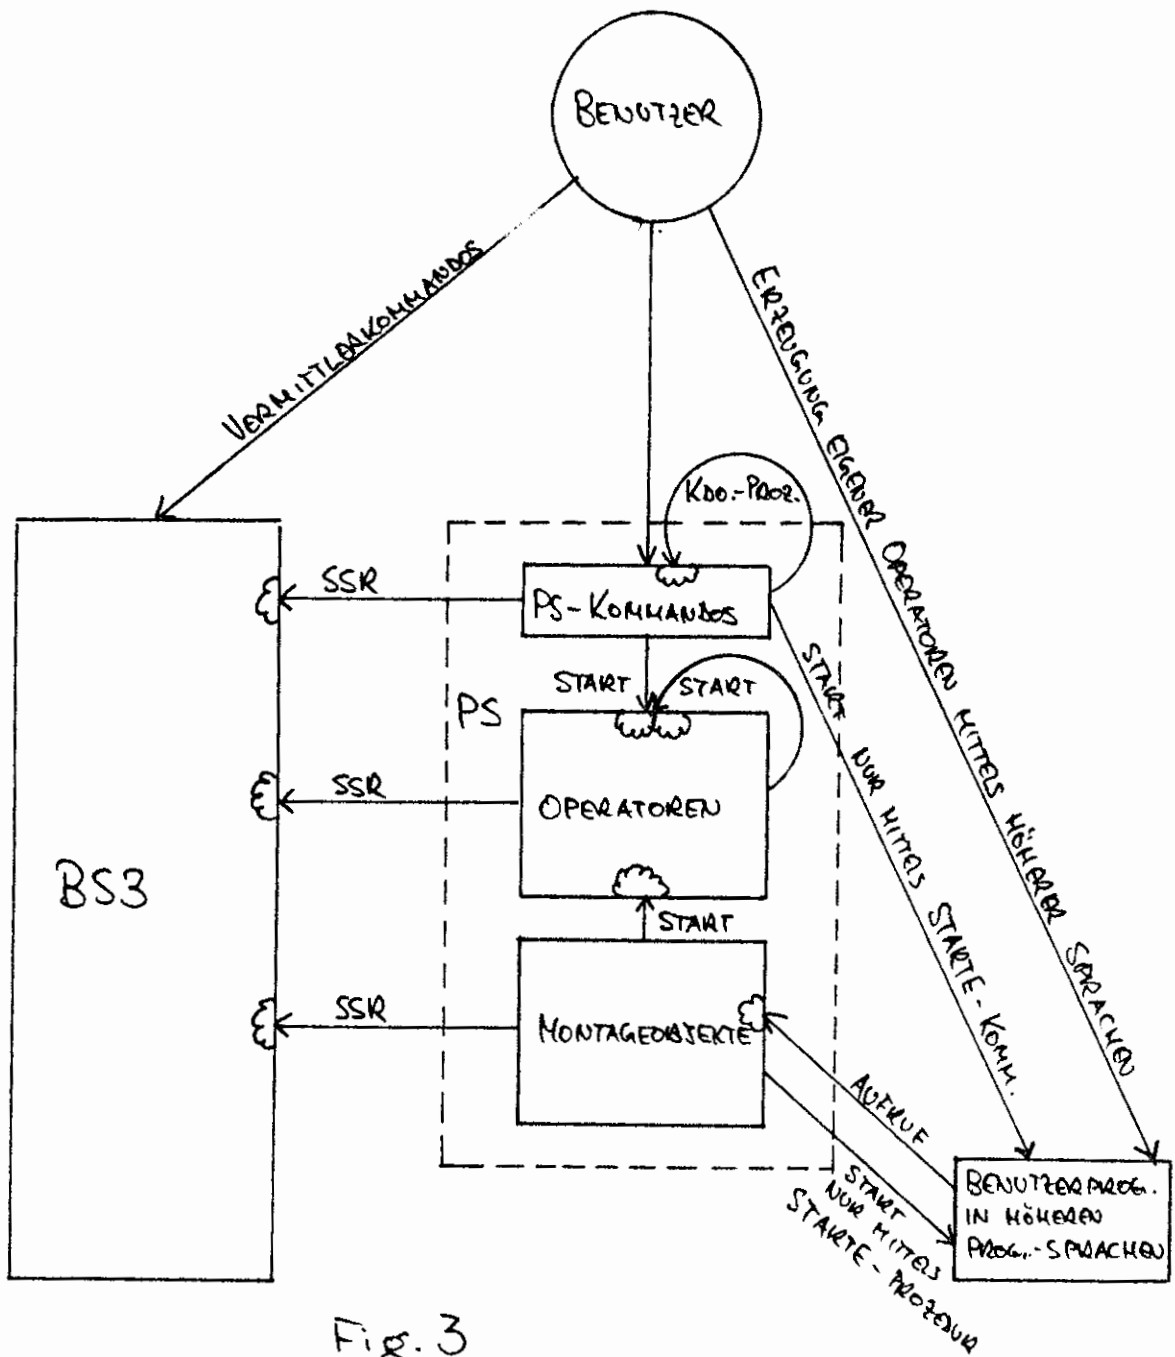 BENUTZER
VERMITTLERKOMMANDOS
ERZEUGUNG EIGENER OPERATOREN MITTELS HÖHERER SPRACHEN
KDO.-PROZ.
SSR
PS-KOMMANDOS
START
START
START NUR MITTELS STARTE-KOMM.
PS
SSR
OPERATOREN
BS3
START
SSR
MONTAGEOBJEKTE
AUFRUF
START
NUR MITTELS
STARTE-PROZEDUR
BENUTZERPROG.
IN HÖHEREN
PROG.-SPRACHEN
Fig. 3